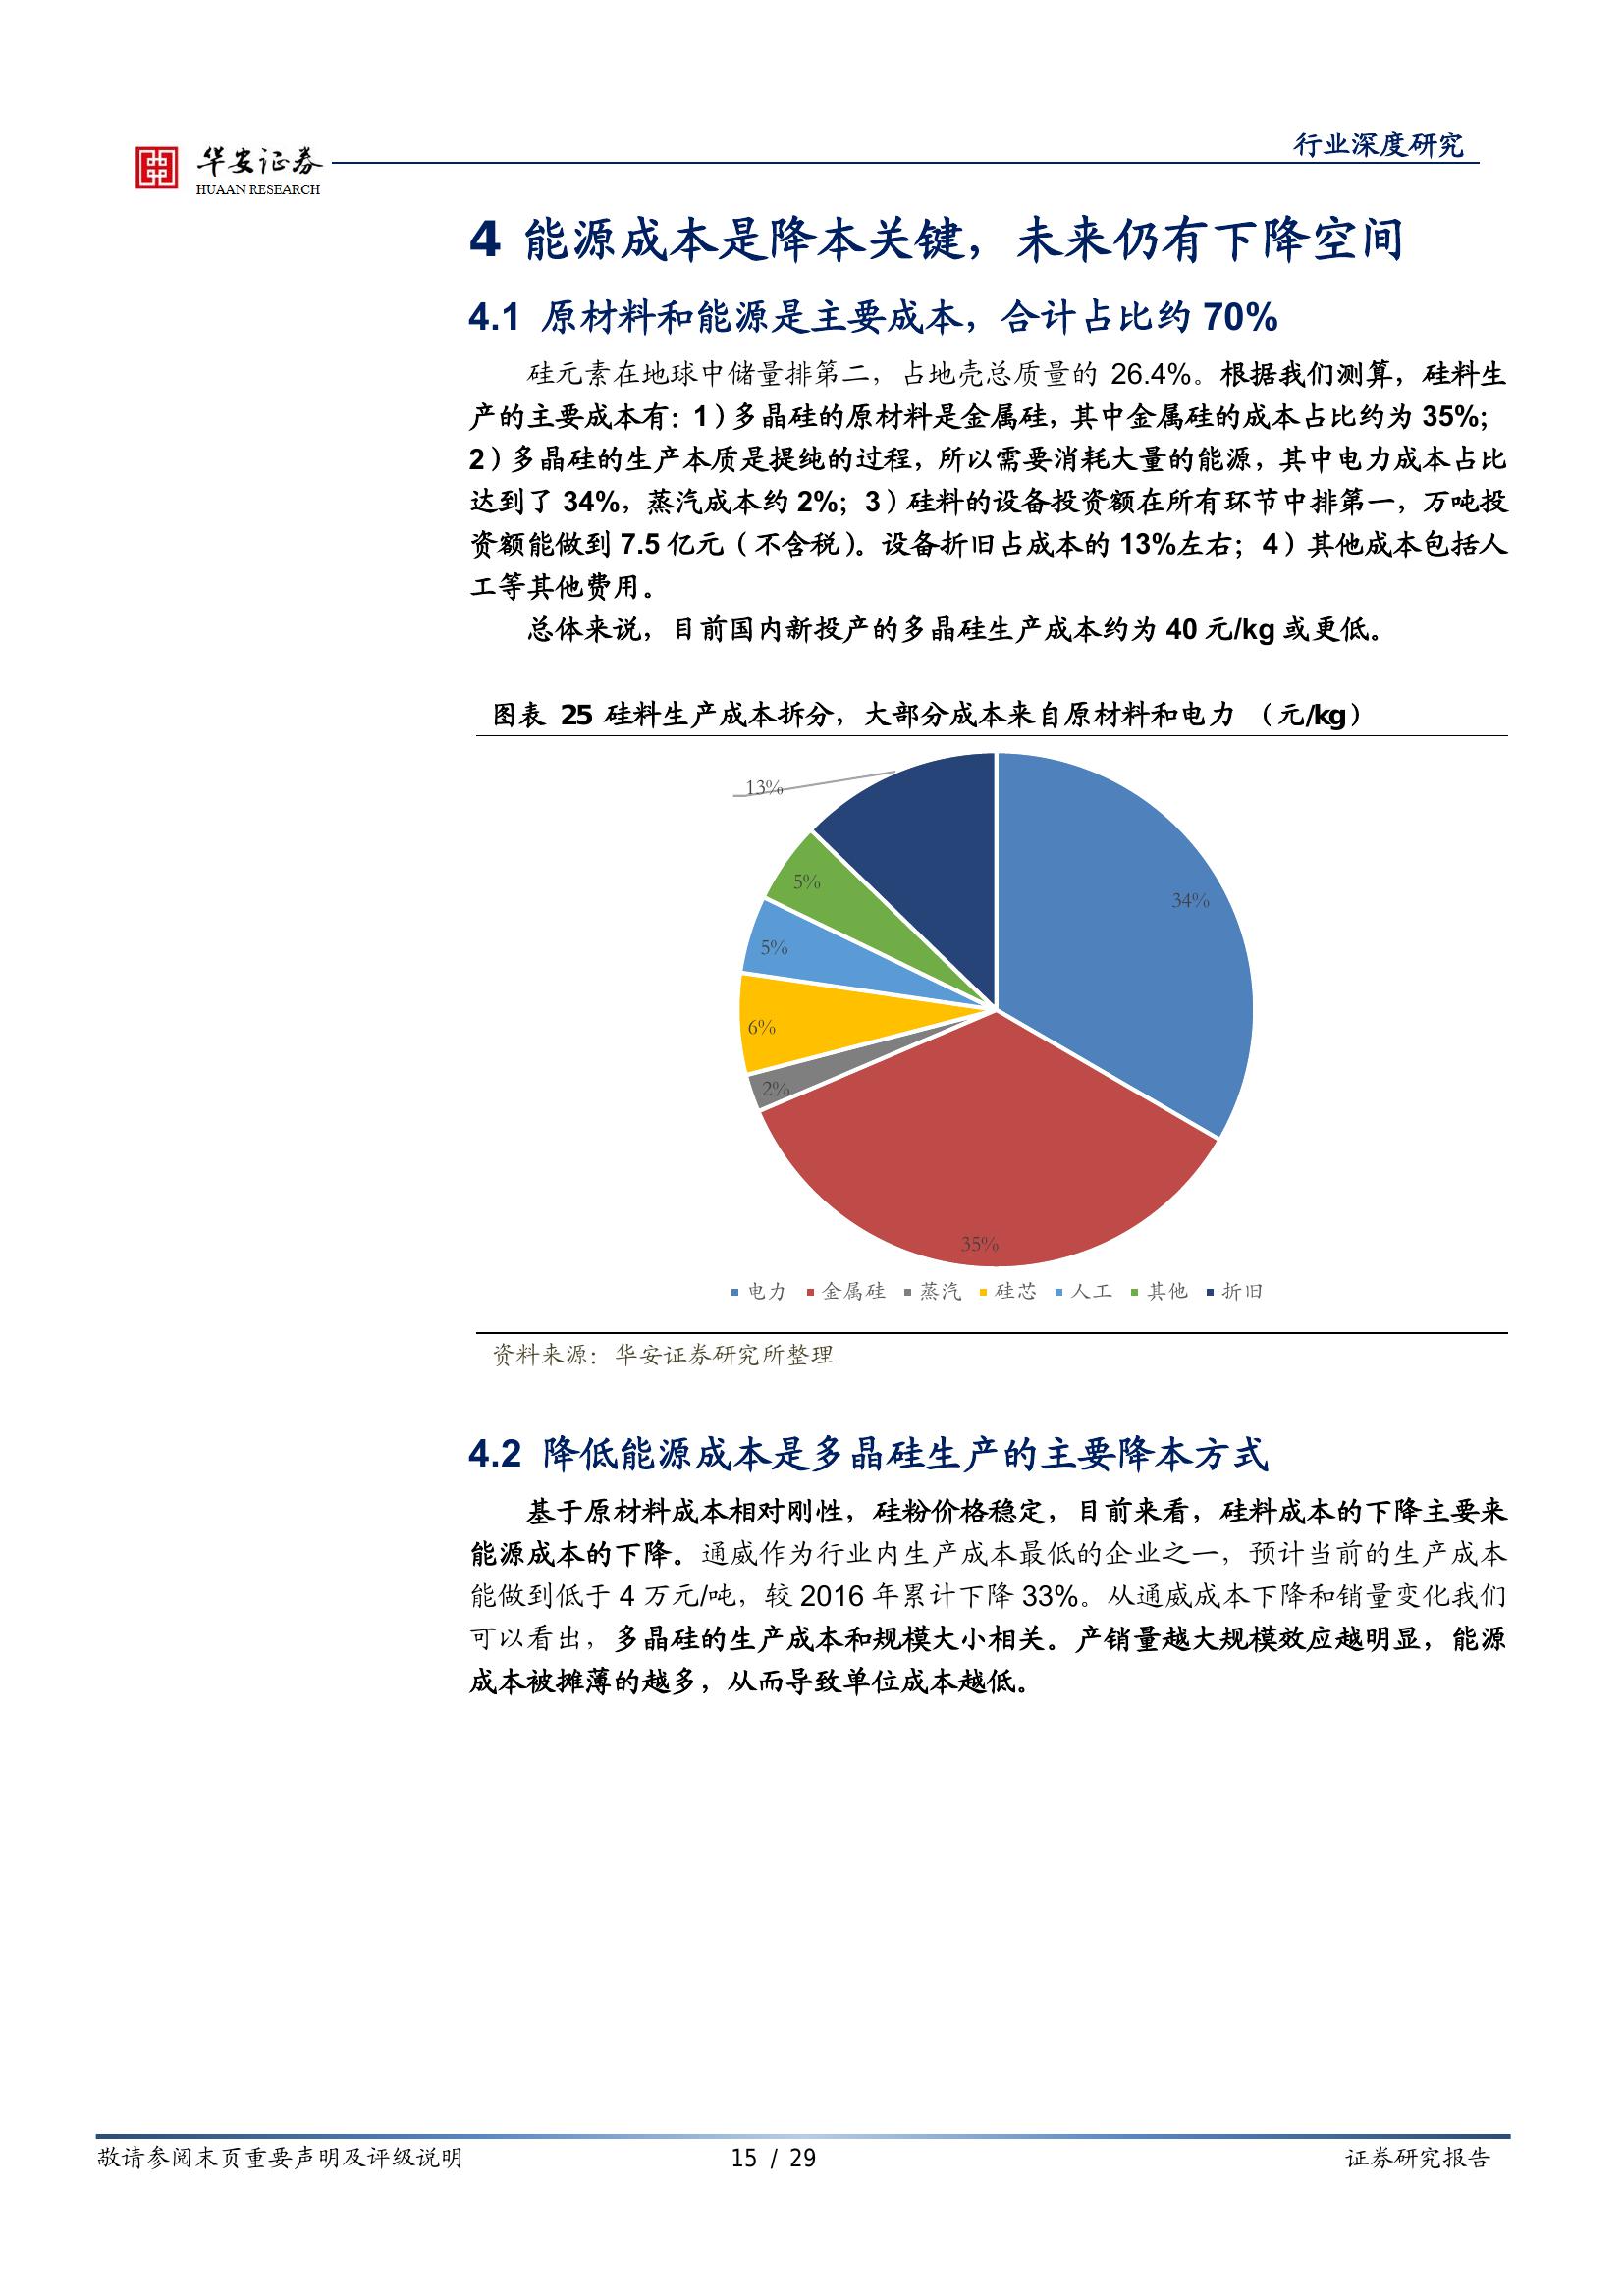 华安证券
HUAAN RESEARCH
行业深度研究
4 能源成本是降本关键，未来仍有下降空间
4.1 原材料和能源是主要成本，合计占比约 70%
硅元素在地球中储量排第二，占地壳总质量的 26.4%。根据我们测算，硅料生
产的主要成本有：1）多晶硅的原材料是金属硅，其中金属硅的成本占比约为 35%；
2）多晶硅的生产本质是提纯的过程，所以需要消耗大量的能源，其中电力成本占比
达到了 34%，蒸汽成本约 2%；3）硅料的设备投资额在所有环节中排第一，万吨投
资额能做到 7.5 亿元（不含税）。设备折旧占成本的 13%左右；4）其他成本包括人
工等其他费用。
总体来说，目前国内新投产的多晶硅生产成本约为 40 元/kg 或更低。
图表 25 硅料生产成本拆分，大部分成本来自原材料和电力 （元/kg）
13%
5%
34%
5%
6%
2%
35%
电力 金属硅 蒸汽 硅芯 人工 其他 折旧
资料来源：华安证券研究所整理
4.2 降低能源成本是多晶硅生产的主要降本方式
基于原材料成本相对刚性，硅粉价格稳定，目前来看，硅料成本的下降主要来
能源成本的下降。通威作为行业内生产成本最低的企业之一，预计当前的生产成本
能做到低于 4 万元/吨，较 2016 年累计下降 33%。从通威成本下降和销量变化我们
可以看出，多晶硅的生产成本和规模大小相关。产销量越大规模效应越明显，能源
成本被摊薄的越多，从而导致单位成本越低。
敬请参阅末页重要声明及评级说明
15 / 29
证券研究报告